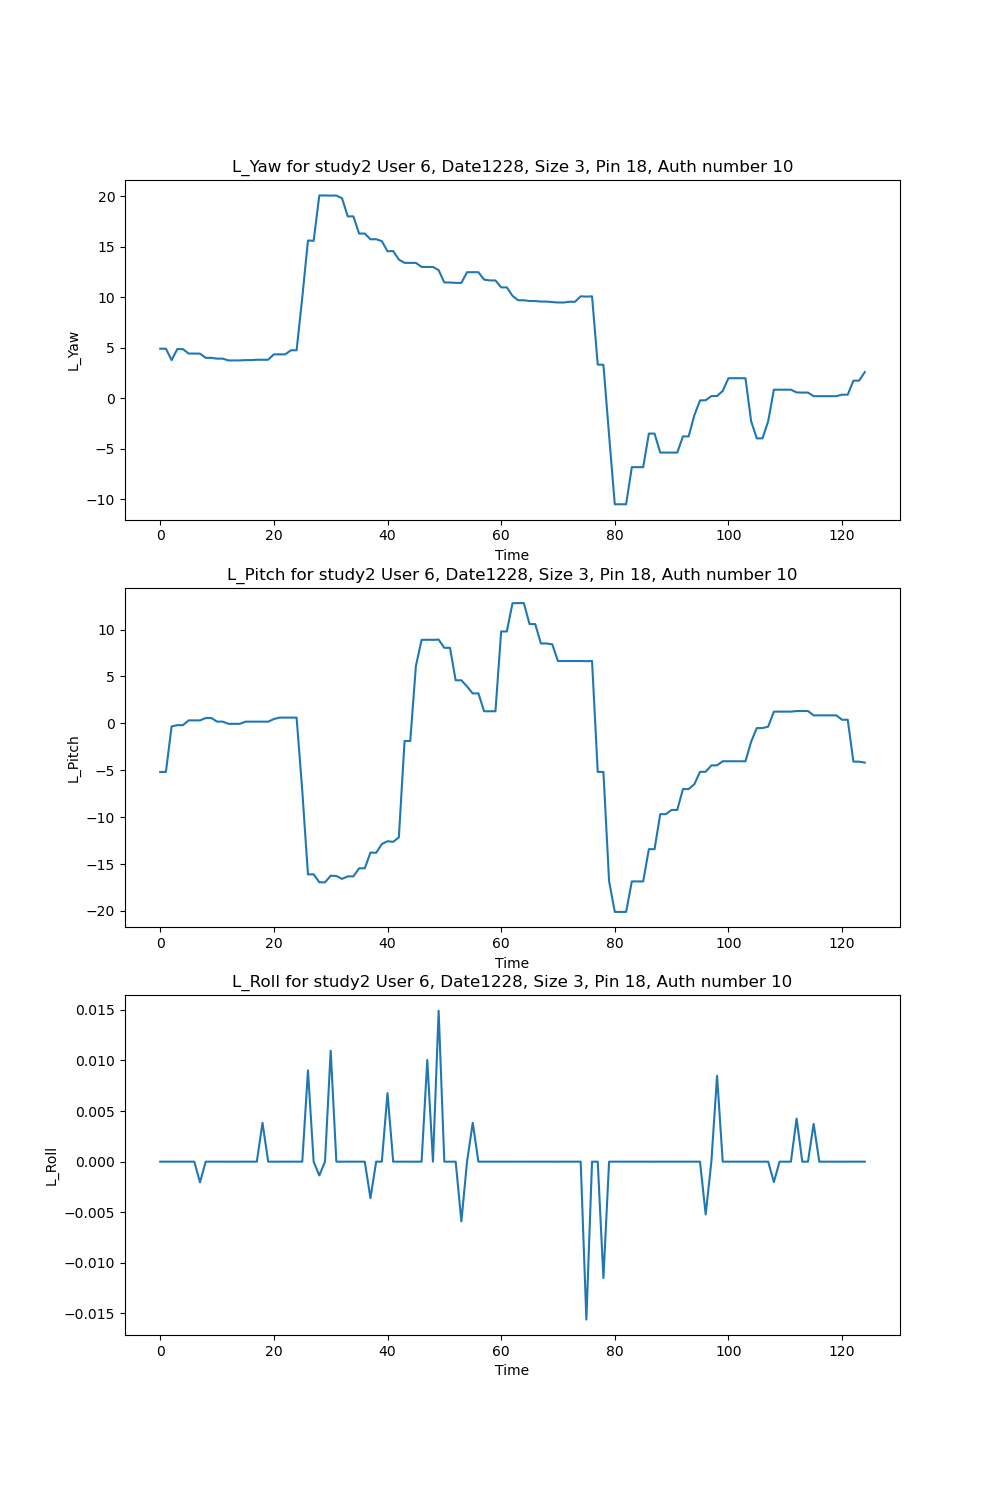 L_Yaw for study2 User 6, Date1228, Size 3, Pin 18, Auth number 10
20
15
10
5
0
−5
−10
L_Yaw
0 20 40 60 80 100 120
Time
L_Pitch for study2 User 6, Date1228, Size 3, Pin 18, Auth number 10
10
5
0
−5
−10
−15
−20
L_Pitch
0 20 40 60 80 100 120
Time
L_Roll for study2 User 6, Date1228, Size 3, Pin 18, Auth number 10
0.015
0.010
0.005
0.000
−0.005
−0.010
−0.015
L_Roll
0 20 40 60 80 100 120
Time